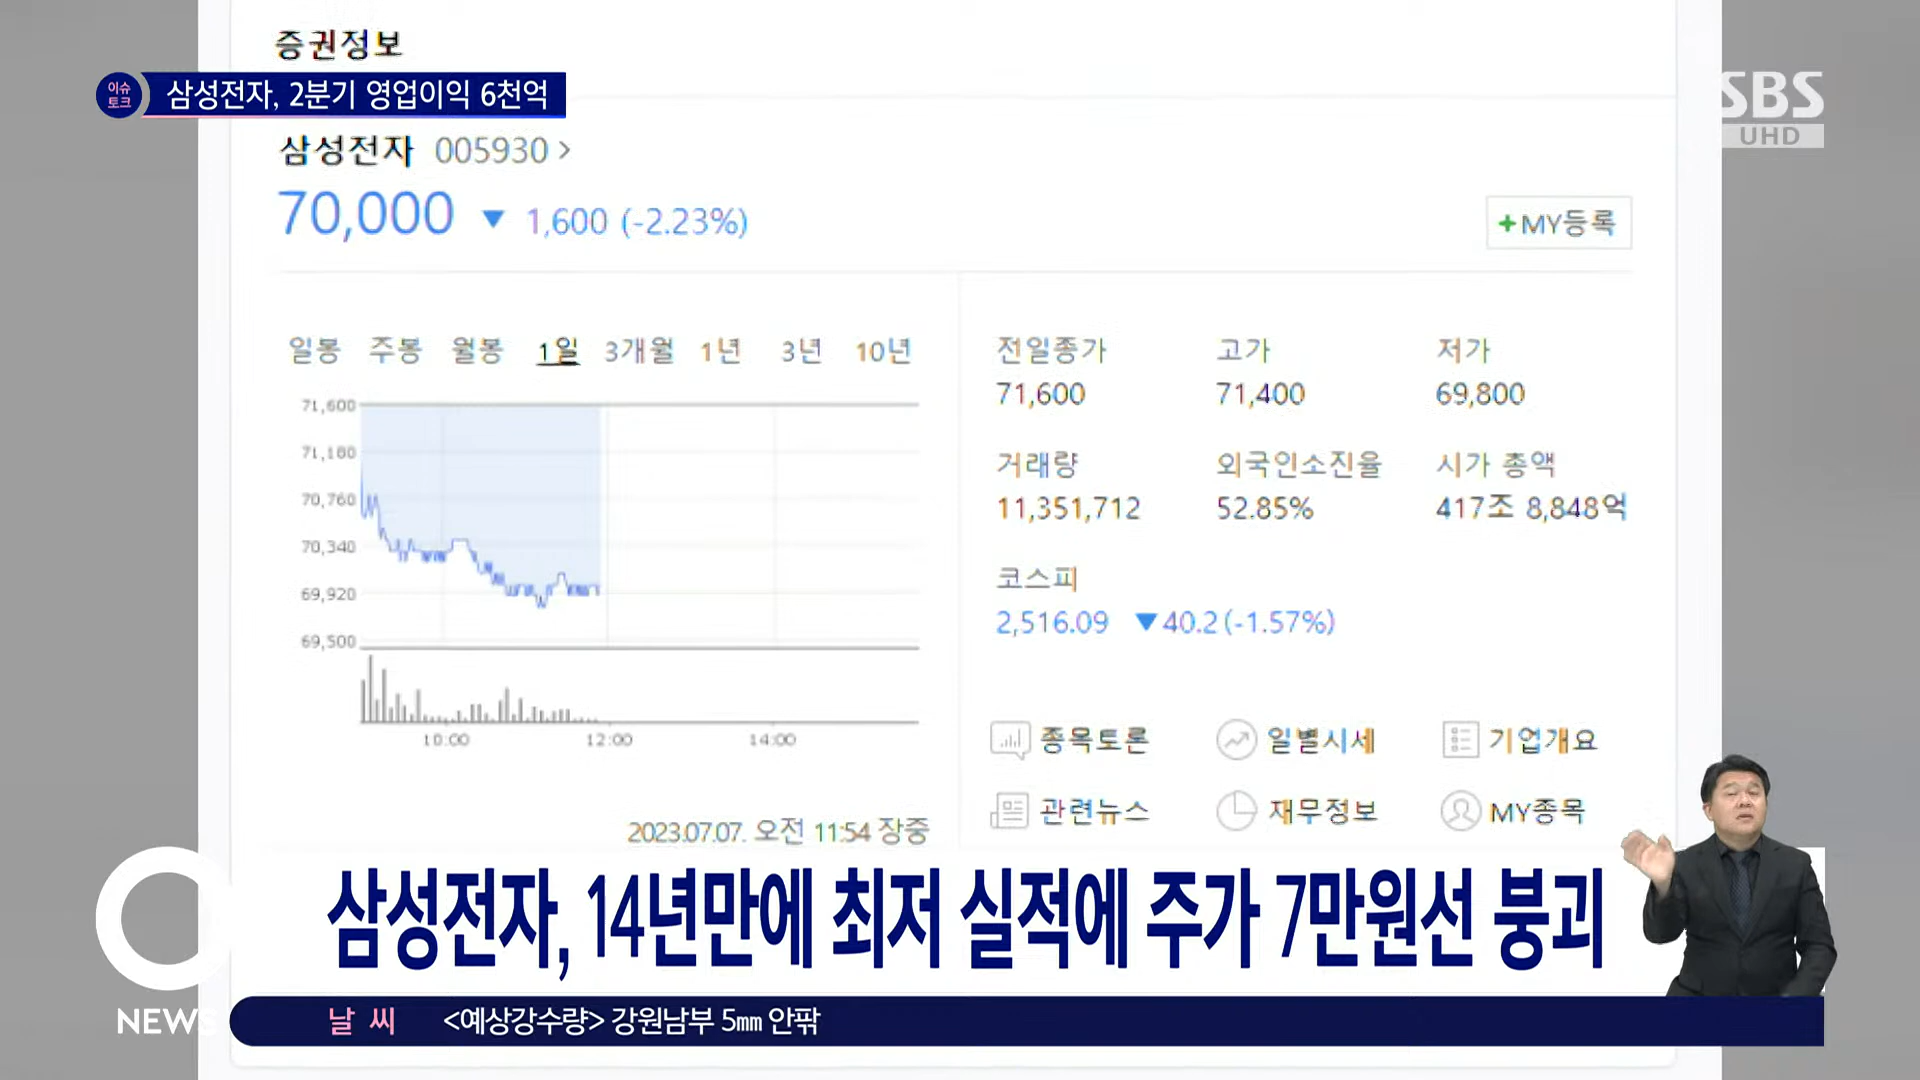 증권정보
이슈
토크
삼성전자, 2분기 영업이익 6천억
SBS
UHD
삼성전자 005930 >
70,000 ▼ 1,600 (-2.23%)
+MY등록
일봉 주봉 월봉 1일 3개월 1년 3년 10년
71,600
71,180
70,760
70,340
69,920
69,500
10:00 12:00 14:00
전일종가 고가 저가
71,600 71,400 69,800
거래량 외국인소진율 시가 총액
11,351,712 52.85% 417조 8,848억
코스피
2,516.09 ▼40.2 (-1.57%)
종목토론 일별시세 기업개요
관련뉴스 재무정보 MY종목
2023.07.07. 오전 11:54 장중
삼성전자, 14년만에 최저 실적에 주가 7만원선 붕괴
NEWS
날 씨 <예상강수량> 강원남부 5㎜ 안팎